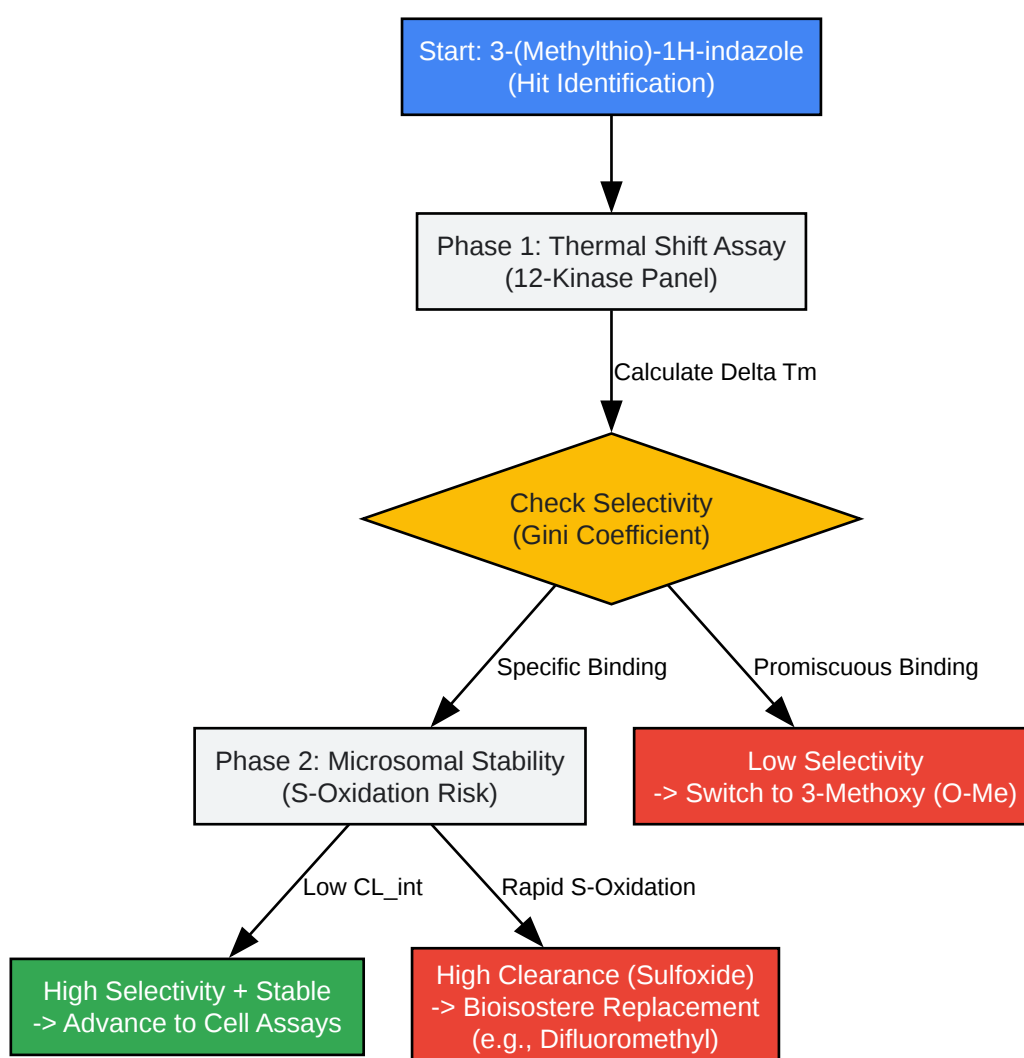 Start: 3-(Methylthio)-1H-indazole
(Hit Identification)
Phase 1: Thermal Shift Assay
(12-Kinase Panel)
Calculate Delta Tm
Check Selectivity
(Gini Coefficient)
Specific Binding
Promiscuous Binding
Phase 2: Microsomal Stability
(S-Oxidation Risk)
Low Selectivity
-> Switch to 3-Methoxy (O-Me)
Low CL_int
Rapid S-Oxidation
High Selectivity + Stable
-> Advance to Cell Assays
High Clearance (Sulfoxide)
-> Bioisostere Replacement
(e.g., Difluoromethyl)